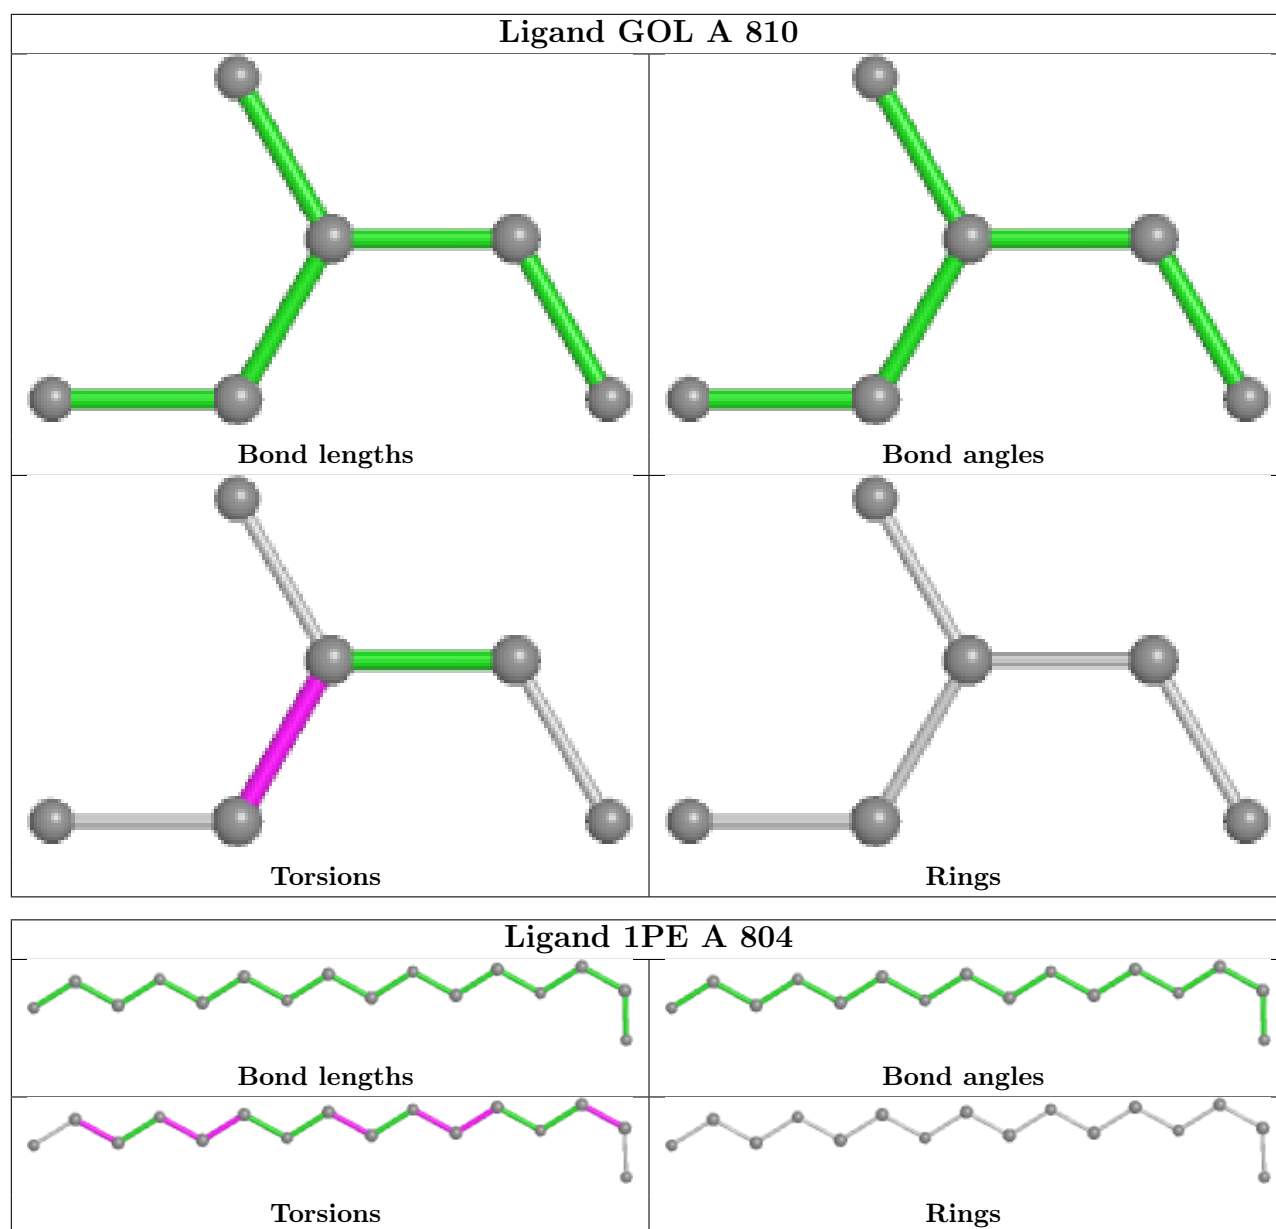 Ligand GOL A 810
Bond lengths
Bond angles
Torsions
Rings
Ligand 1PE A 804
Bond lengths
Bond angles
Torsions
Rings